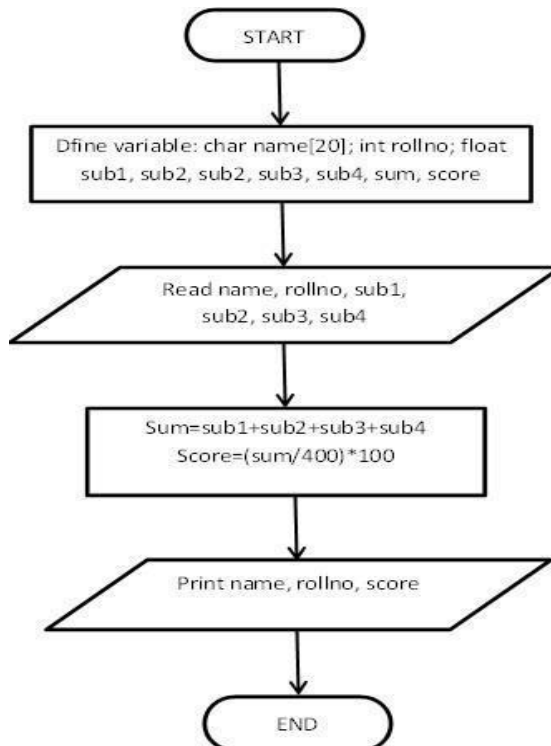 START
Dfine variable: char name[20]; int rollno; float
sub1, sub2, sub2, sub3, sub4, sum, score
Read name, rollno, sub1,
sub2, sub3, sub4
Sum=sub1+sub2+sub3+sub4
Score=(sum/400)*100
Print name, rollno, score
END